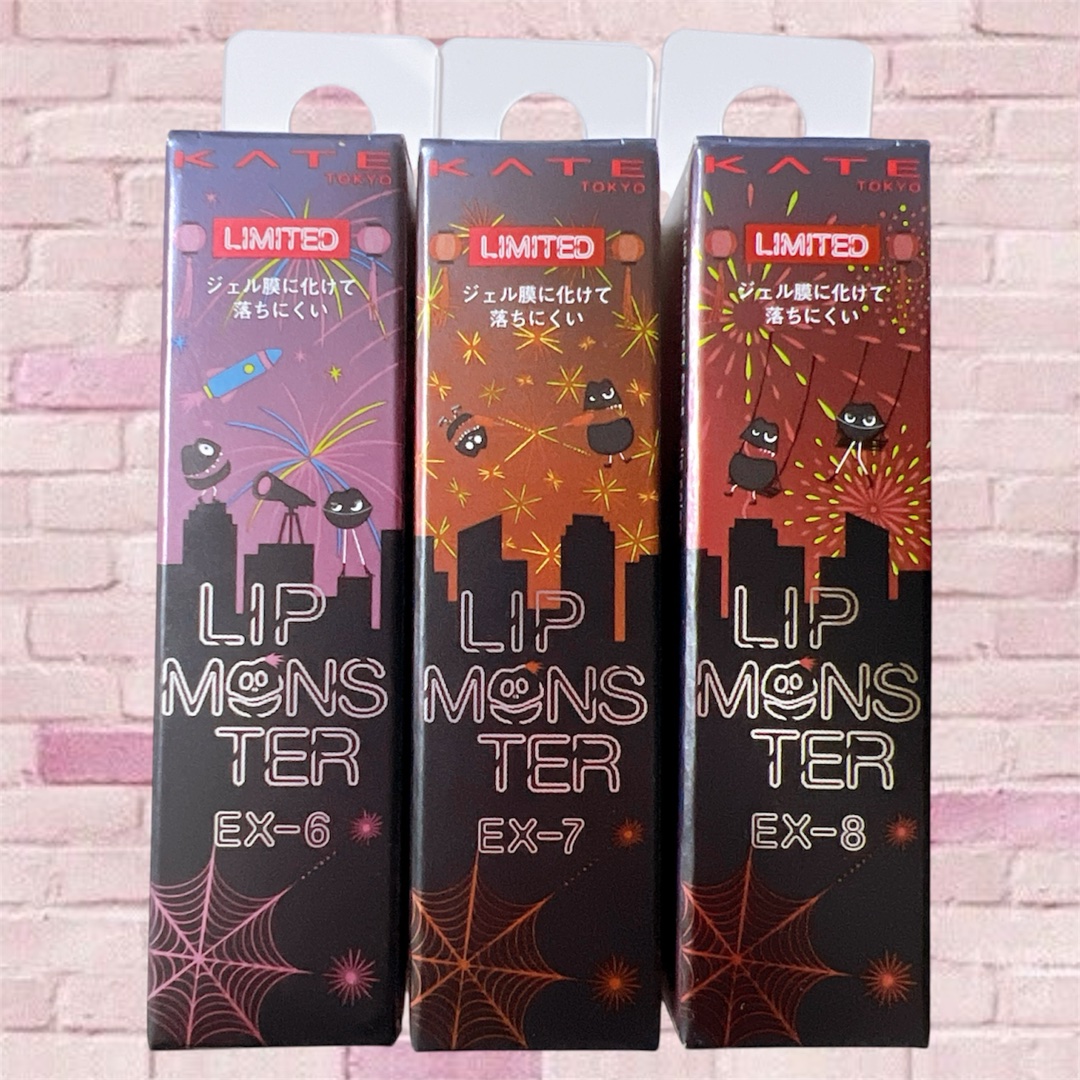 KATE
TOKYO
LIMITED
ジェル膜に化けて
落ちにくい
LIP
MONS
TER
EX-6
KATE
TOKYO
LIMITED
ジェル膜に化けて
落ちにくい
LIP
MONS
TER
EX-7
KATE
TOKYO
LIMITED
ジェル膜に化けて
落ちにくい
LIP
MONS
TER
EX-8